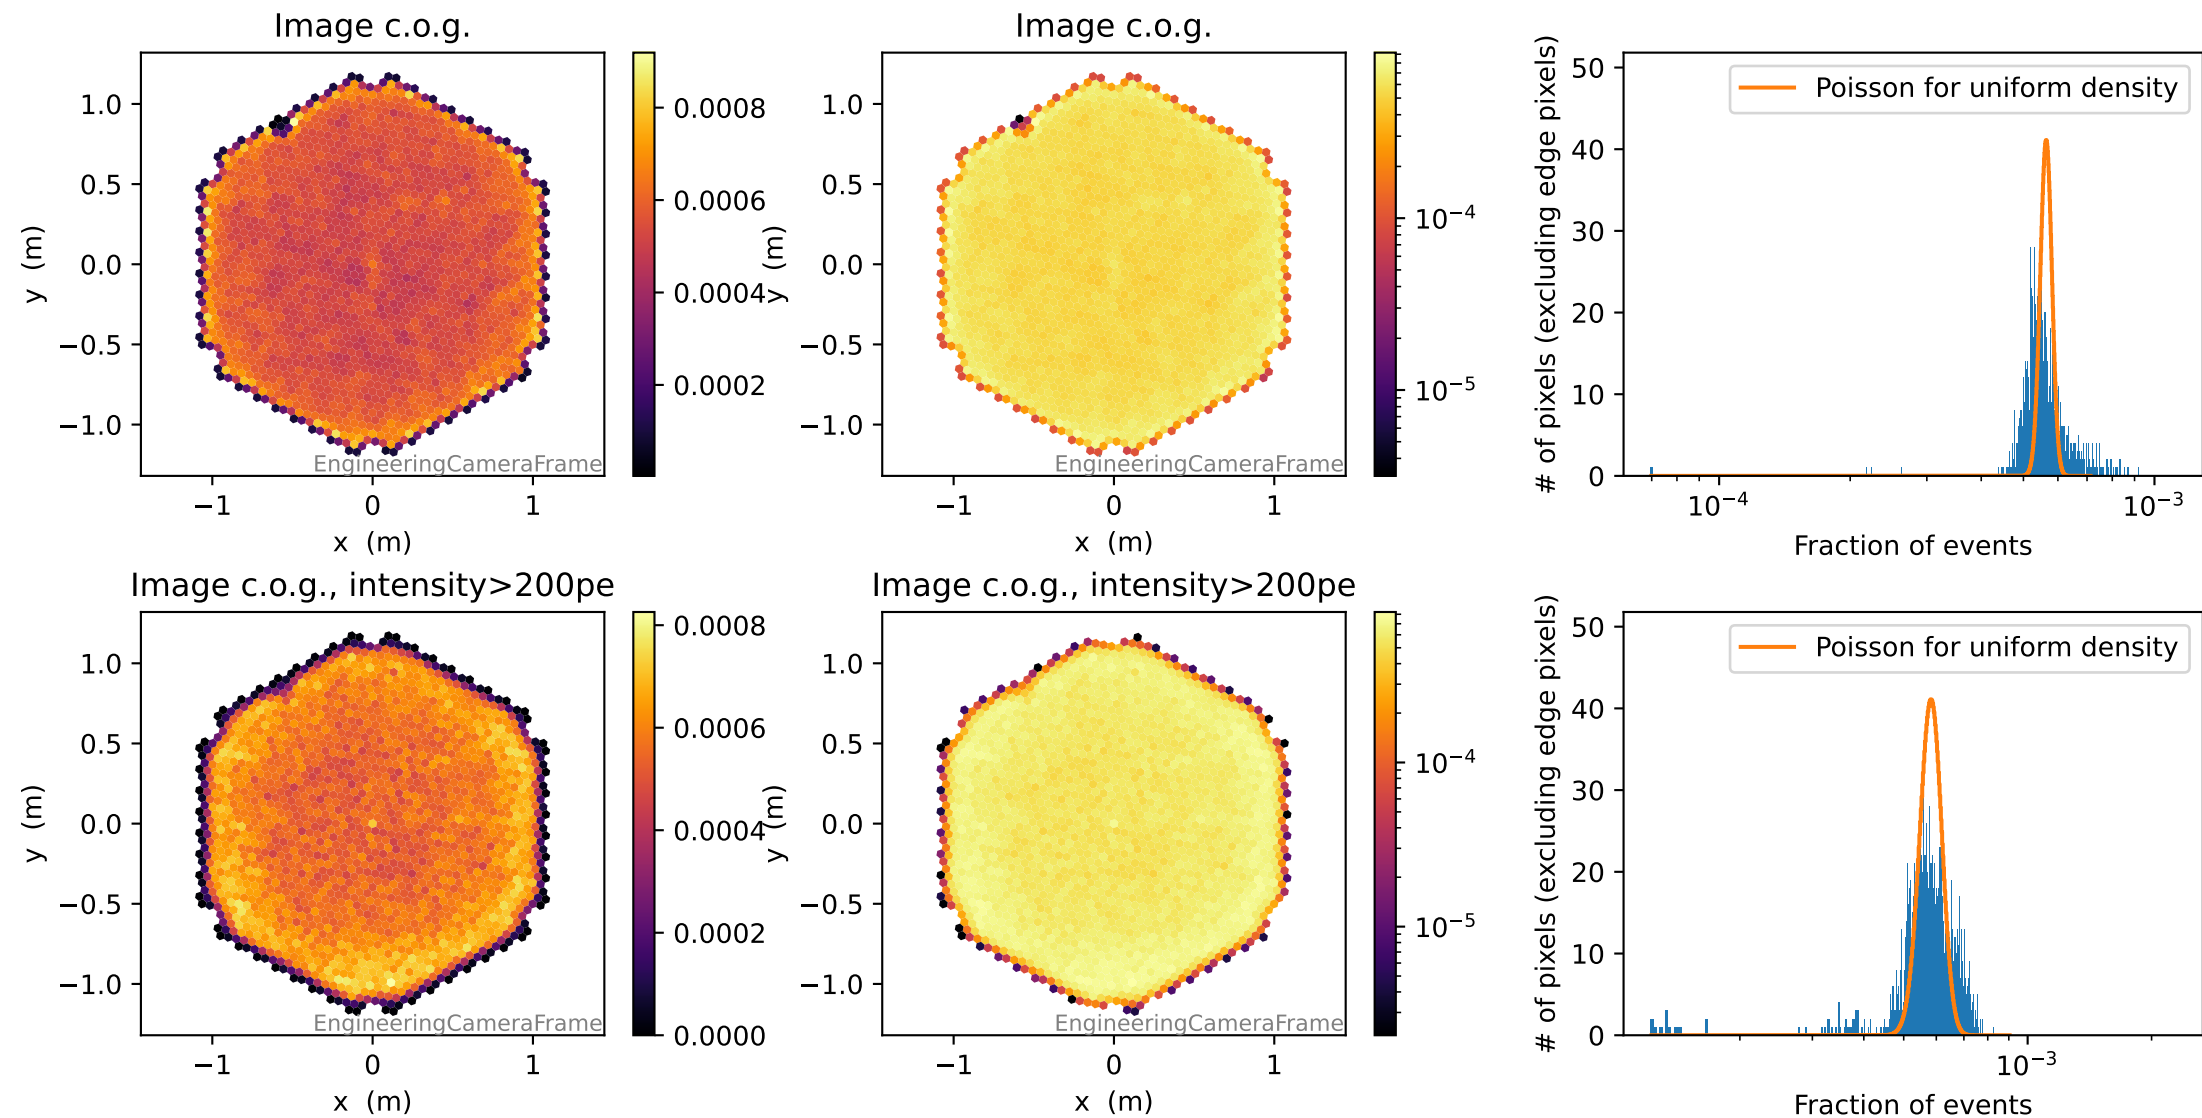 Image c.o.g.
y (m)
1.0
0.5
0.0
−0.5
−1.0
−1
0
1
x (m)
EngineeringCameraFrame
0.0008
0.0006
0.0004
0.0002
Image c.o.g.
y (m)
1.0
0.5
0.0
−0.5
−1.0
−1
0
1
x (m)
EngineeringCameraFrame
10⁻⁴
10⁻⁵
# of pixels (excluding edge pixels)
50
40
30
20
10
0
Poisson for uniform density
10⁻⁴
10⁻³
Fraction of events
Image c.o.g., intensity>200pe
y (m)
1.0
0.5
0.0
−0.5
−1.0
−1
0
1
x (m)
EngineeringCameraFrame
0.0008
0.0006
0.0004
0.0002
0.0000
Image c.o.g., intensity>200pe
y (m)
1.0
0.5
0.0
−0.5
−1.0
−1
0
1
x (m)
EngineeringCameraFrame
10⁻⁴
10⁻⁵
# of pixels (excluding edge pixels)
50
40
30
20
10
0
Poisson for uniform density
10⁻³
Fraction of events